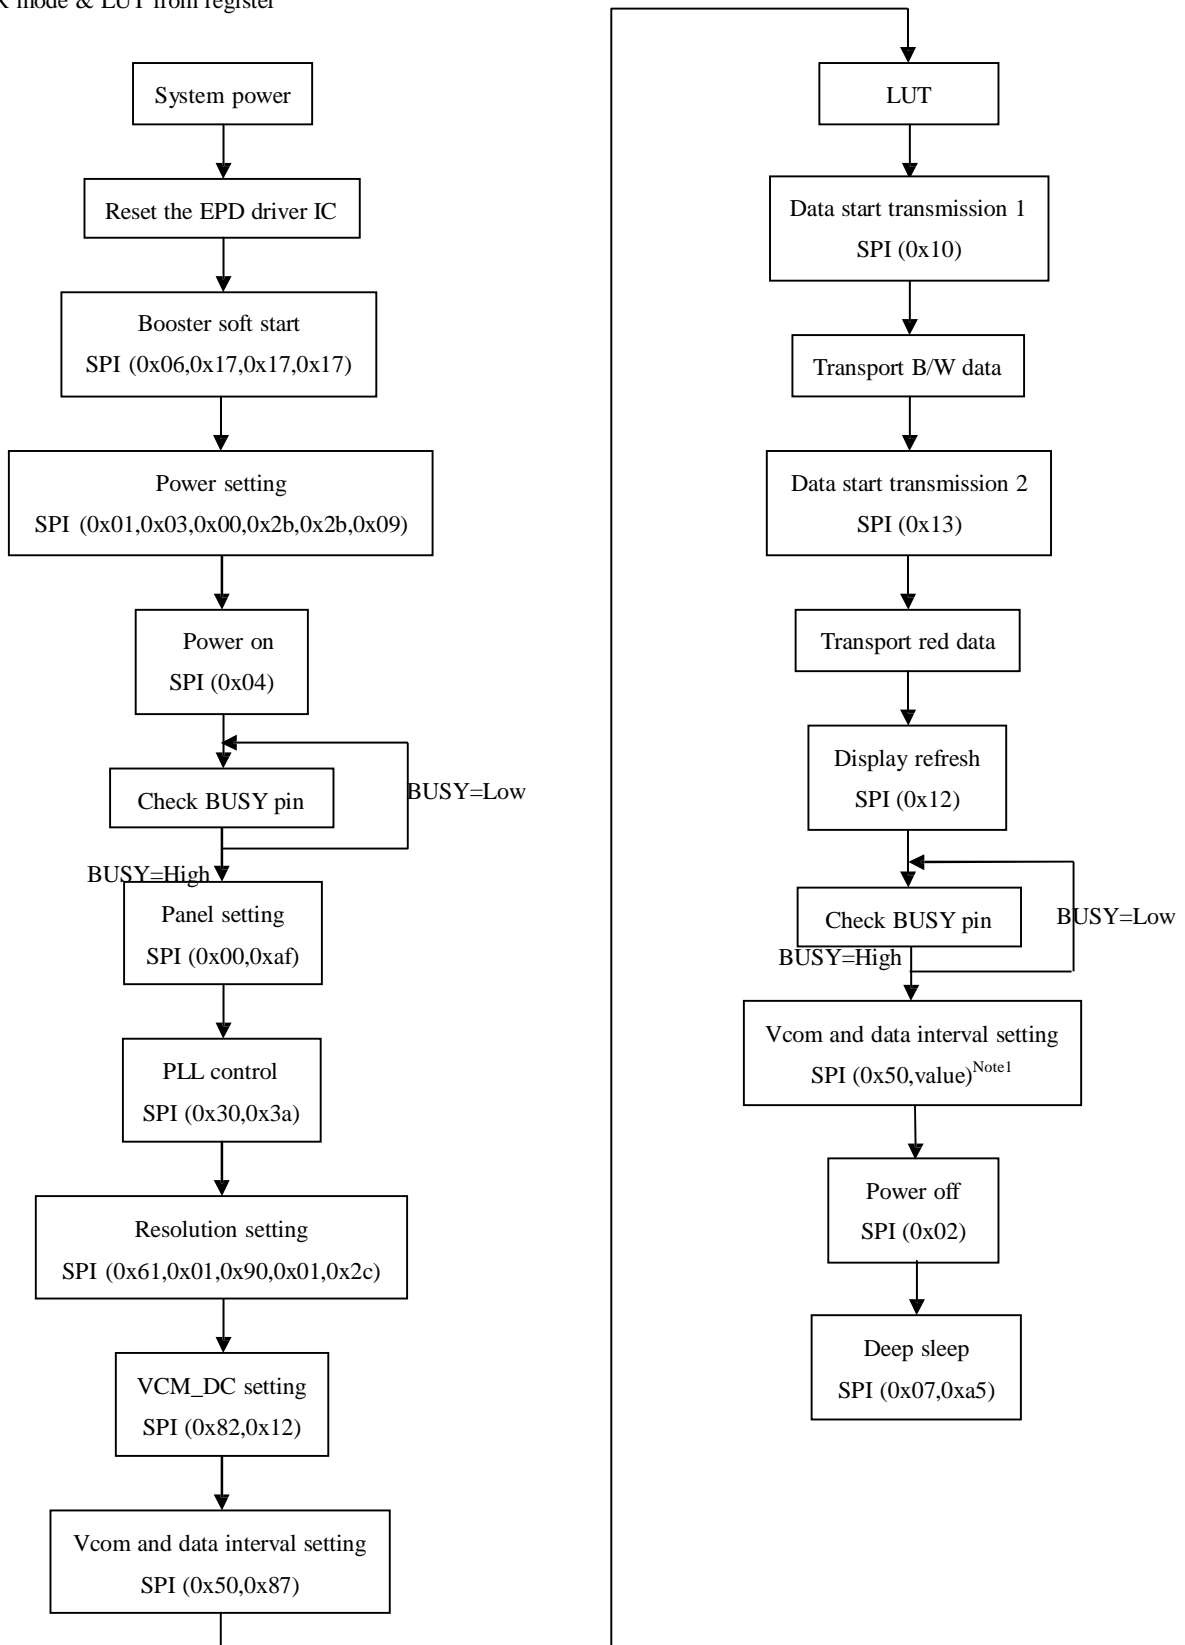 mode & LUT from register
System power
Reset the EPD driver IC
Booster soft start
SPI (0x06,0x17,0x17,0x17)
Power setting
SPI (0x01,0x03,0x00,0x2b,0x2b,0x09)
Power on
SPI (0x04)
Check BUSY pin
BUSY=Low
BUSY=High
Panel setting
SPI (0x00,0xaf)
PLL control
SPI (0x30,0x3a)
Resolution setting
SPI (0x61,0x01,0x90,0x01,0x2c)
VCM_DC setting
SPI (0x82,0x12)
Vcom and data interval setting
SPI (0x50,0x87)
LUT
Data start transmission 1
SPI (0x10)
Transport B/W data
Data start transmission 2
SPI (0x13)
Transport red data
Display refresh
SPI (0x12)
Check BUSY pin
BUSY=Low
BUSY=High
Vcom and data interval setting
SPI (0x50,value)Note1
Power off
SPI (0x02)
Deep sleep
SPI (0x07,0xa5)